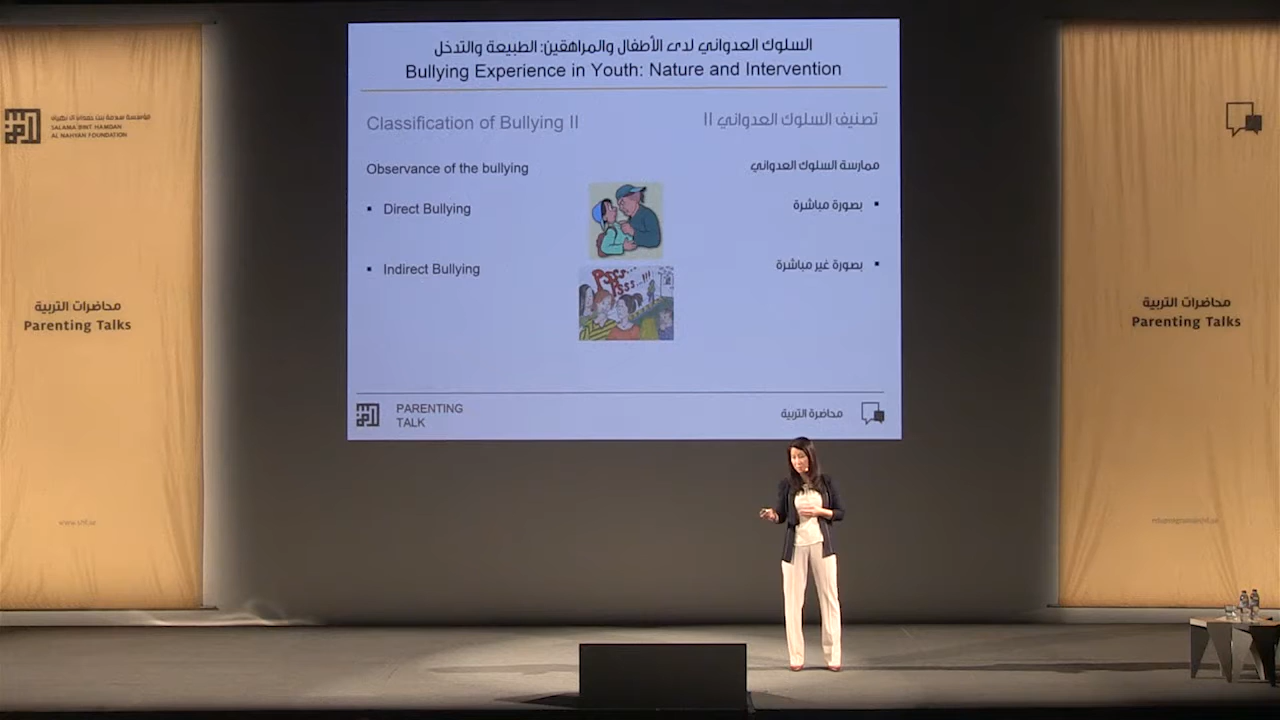 السلوك العدواني لدى الأطفال والمراهقين: الطبيعة والتدخل
Bullying Experience in Youth: Nature and Intervention
Classification of Bullying II
تصنيف السلوك العدواني II
Observance of the bullying
ممارسة السلوك العدواني
▪ Direct Bullying
▪ بصورة مباشرة
▪ Indirect Bullying
▪ بصورة غير مباشرة
Psss...
Psss...!!!
PARENTING
TALK
محاضرة التربية
SALAMA BINT HAMDAN
AL NAHYAN FOUNDATION
محاضرات التربية
Parenting Talks
محاضرات التربية
Parenting Talks